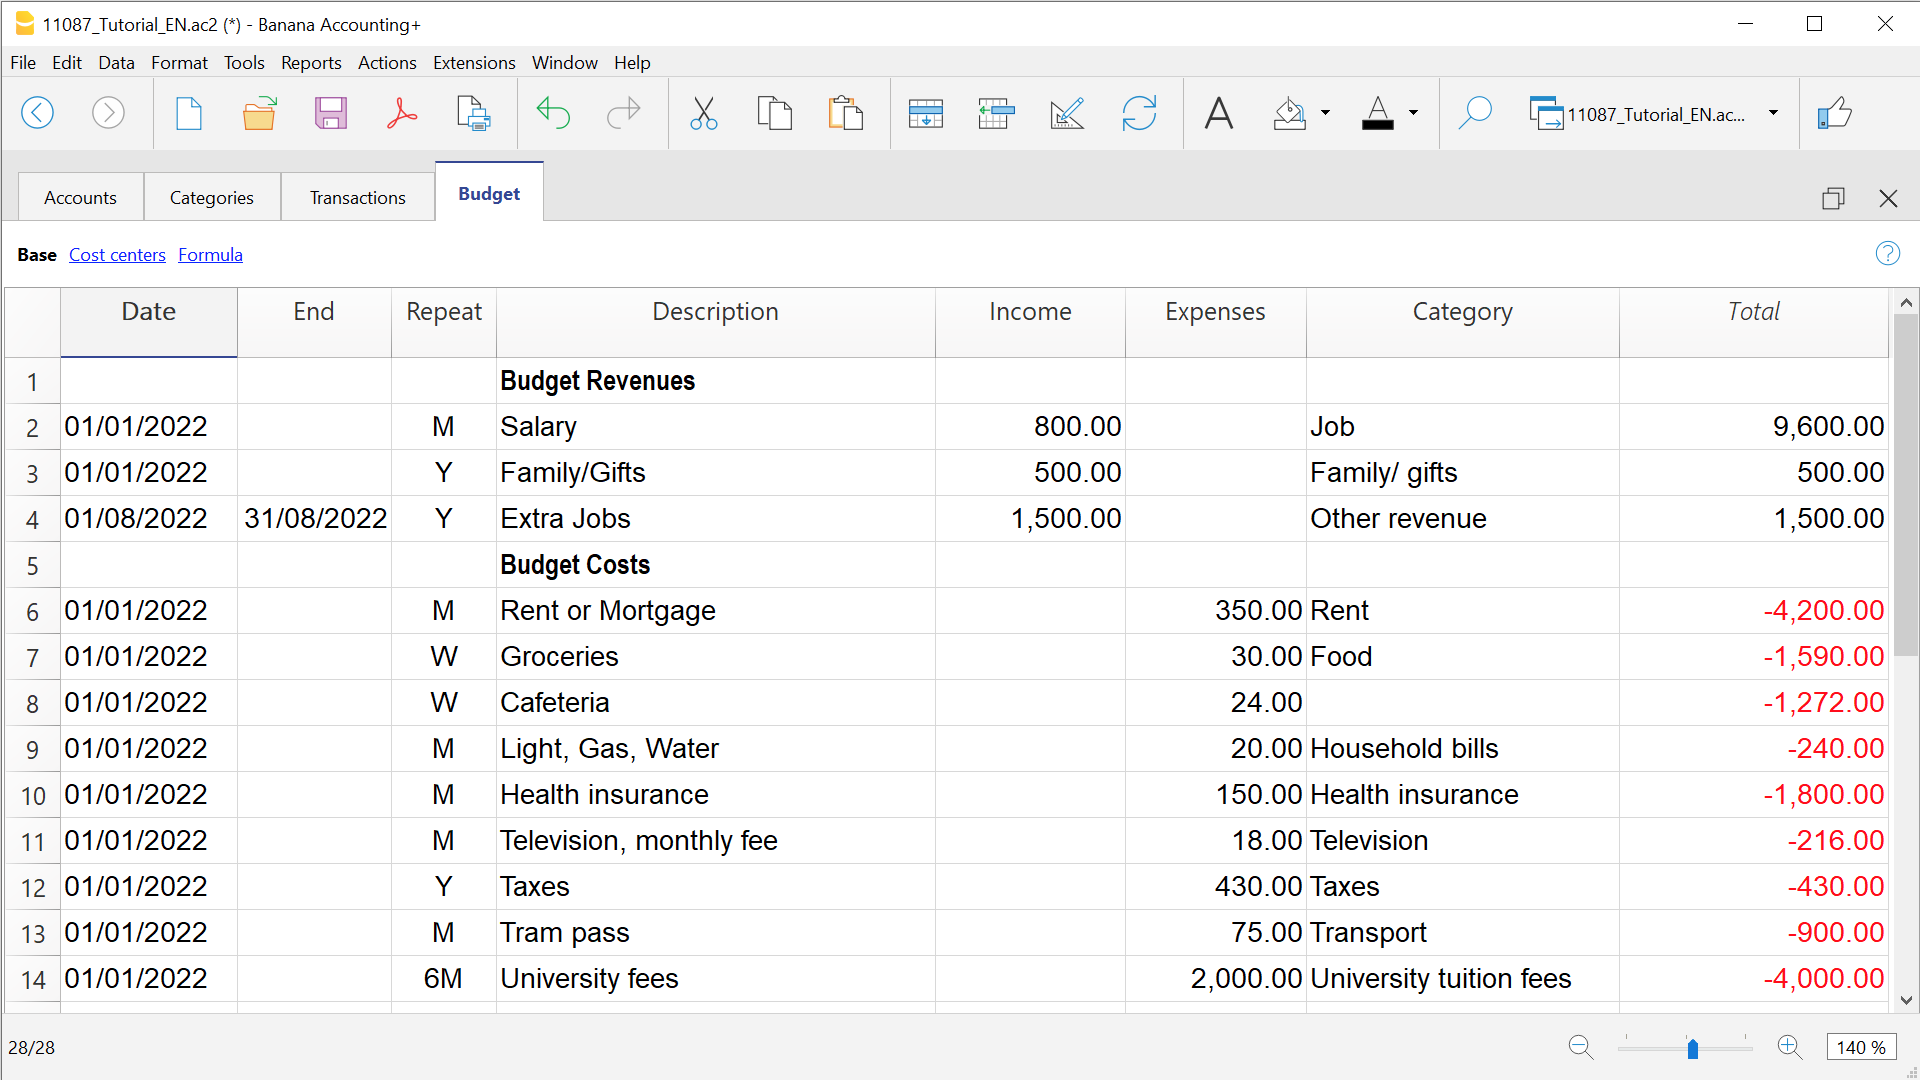 11087_Tutorial_EN.ac2 (*) - Banana Accounting+
File Edit Data Format Tools Reports Actions Extensions Window Help
11087_Tutorial_EN.ac...
Accounts Categories Transactions Budget
Base Cost centers Formula
Date End Repeat Description Income Expenses Category Total
1 Budget Revenues
2 01/01/2022 M Salary 800.00 Job 9,600.00
3 01/01/2022 Y Family/Gifts 500.00 Family/ gifts 500.00
4 01/08/2022 31/08/2022 Y Extra Jobs 1,500.00 Other revenue 1,500.00
5 Budget Costs
6 01/01/2022 M Rent or Mortgage 350.00 Rent -4,200.00
7 01/01/2022 W Groceries 30.00 Food -1,590.00
8 01/01/2022 W Cafeteria 24.00 -1,272.00
9 01/01/2022 M Light, Gas, Water 20.00 Household bills -240.00
10 01/01/2022 M Health insurance 150.00 Health insurance -1,800.00
11 01/01/2022 M Television, monthly fee 18.00 Television -216.00
12 01/01/2022 Y Taxes 430.00 Taxes -430.00
13 01/01/2022 M Tram pass 75.00 Transport -900.00
14 01/01/2022 6M University fees 2,000.00 University tuition fees -4,000.00
28/28 140 %